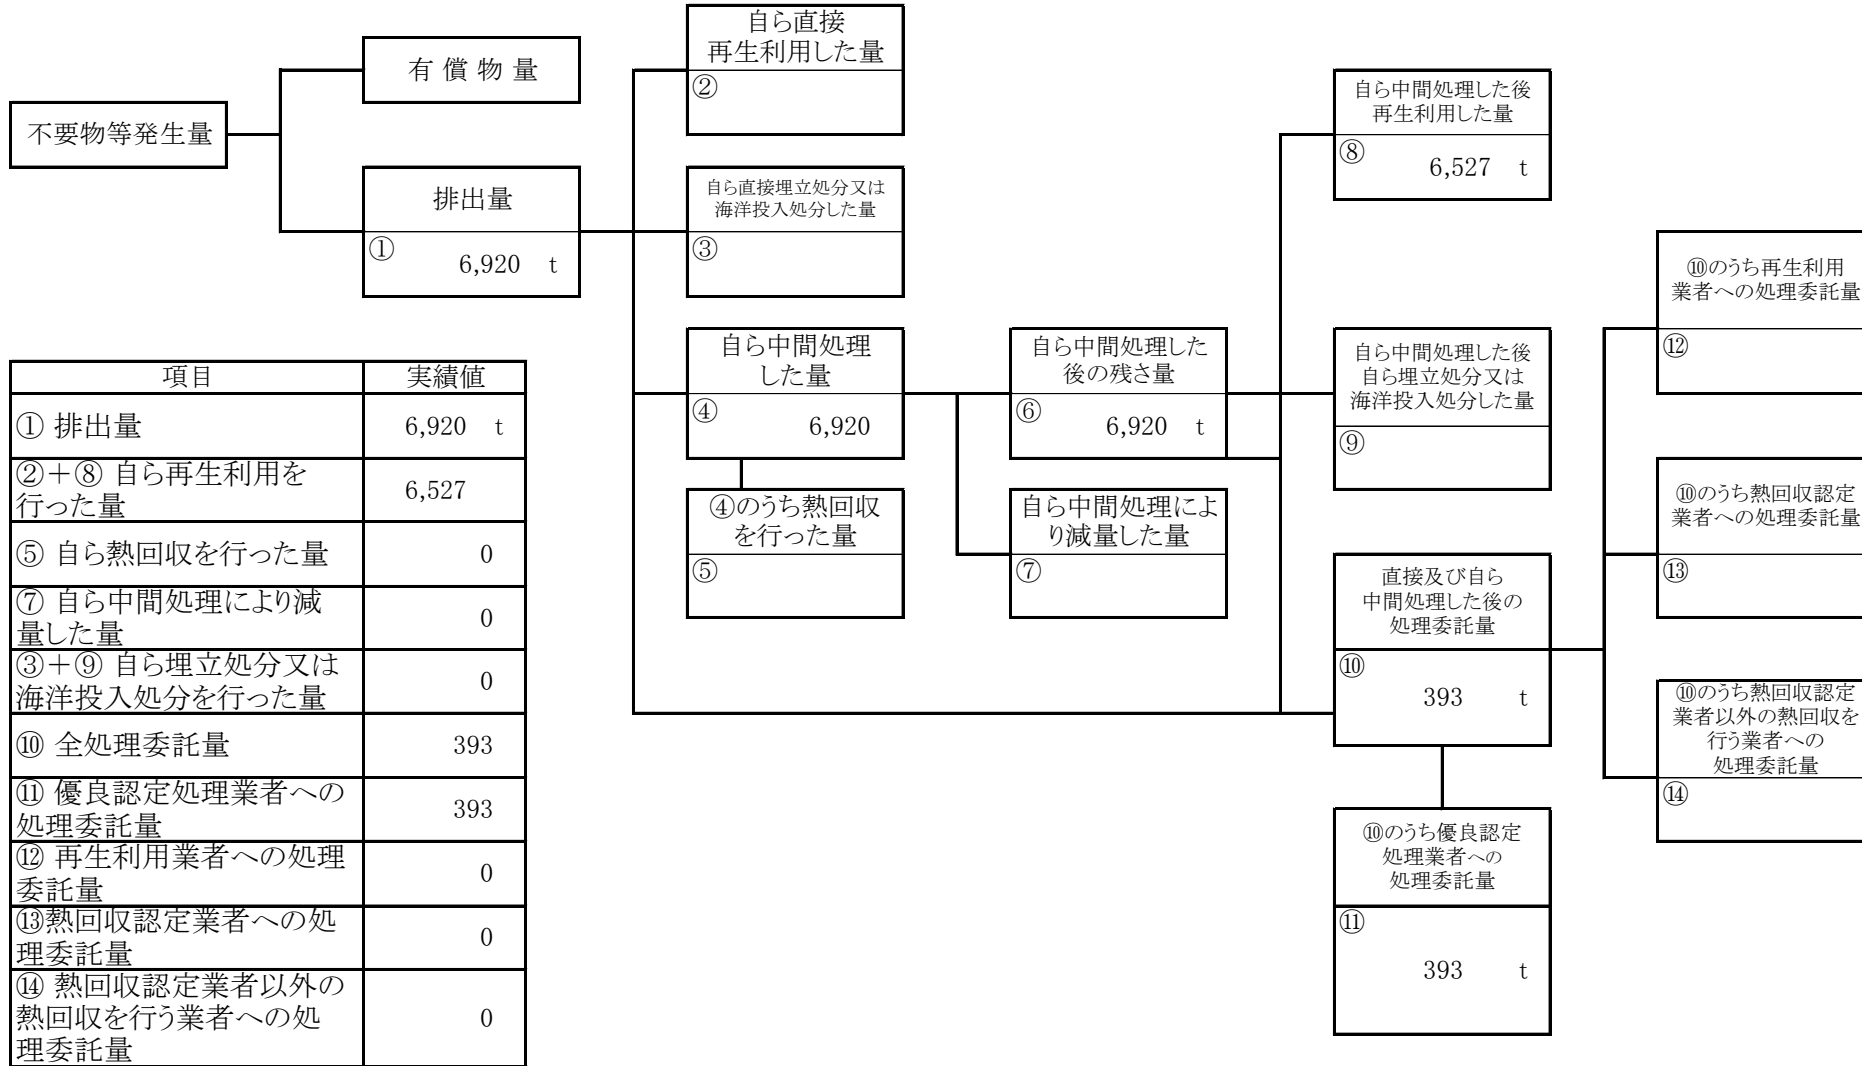 不要物等発生量
有 償 物 量
排出量
①
6,920 t
自ら直接
再生利用した量
②
自ら直接埋立処分又は
海洋投入処分した量
③
自ら中間処理
した量
④
6,920
④のうち熱回収
を行った量
⑤
自ら中間処理した
後の残さ量
⑥
6,920 t
自ら中間処理によ
り減量した量
⑦
自ら中間処理した後
再生利用した量
⑧
6,527 t
自ら中間処理した後
自ら埋立処分又は
海洋投入処分した量
⑨
直接及び自ら
中間処理した後の
処理委託量
⑩
393 t
⑩のうち優良認定
処理業者への
処理委託量
⑪
393 t
⑩のうち再生利用
業者への処理委託量
⑫
⑩のうち熱回収認定
業者への処理委託量
⑬
⑩のうち熱回収認定
業者以外の熱回収を
行う業者への
処理委託量
⑭
項目 実績値
① 排出量 6,920 t
②＋⑧ 自ら再生利用を
行った量
6,527
⑤ 自ら熱回収を行った量 0
⑦ 自ら中間処理により減
量した量
0
③＋⑨ 自ら埋立処分又は
海洋投入処分を行った量
0
⑩ 全処理委託量 393
⑪ 優良認定処理業者への
処理委託量
393
⑫ 再生利用業者への処理
委託量
0
⑬熱回収認定業者への処
理委託量
0
⑭ 熱回収認定業者以外の
熱回収を行う業者への処
理委託量
0